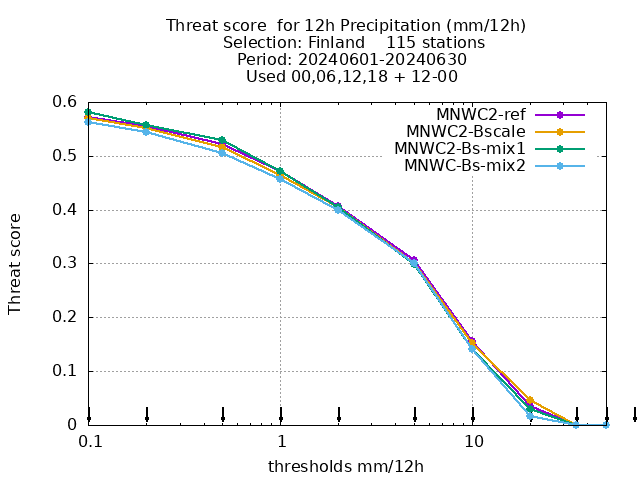 Threat score  for 12h Precipitation (mm/12h)
Selection: Finland    115 stations
Period: 20240601-20240630
Used 00,06,12,18 + 12-00
MNWC2-ref
MNWC2-Bscale
MNWC2-Bs-mix1
MNWC-Bs-mix2
Threat score
0.6
0.5
0.4
0.3
0.2
0.1
0
0.1 1 10
thresholds mm/12h